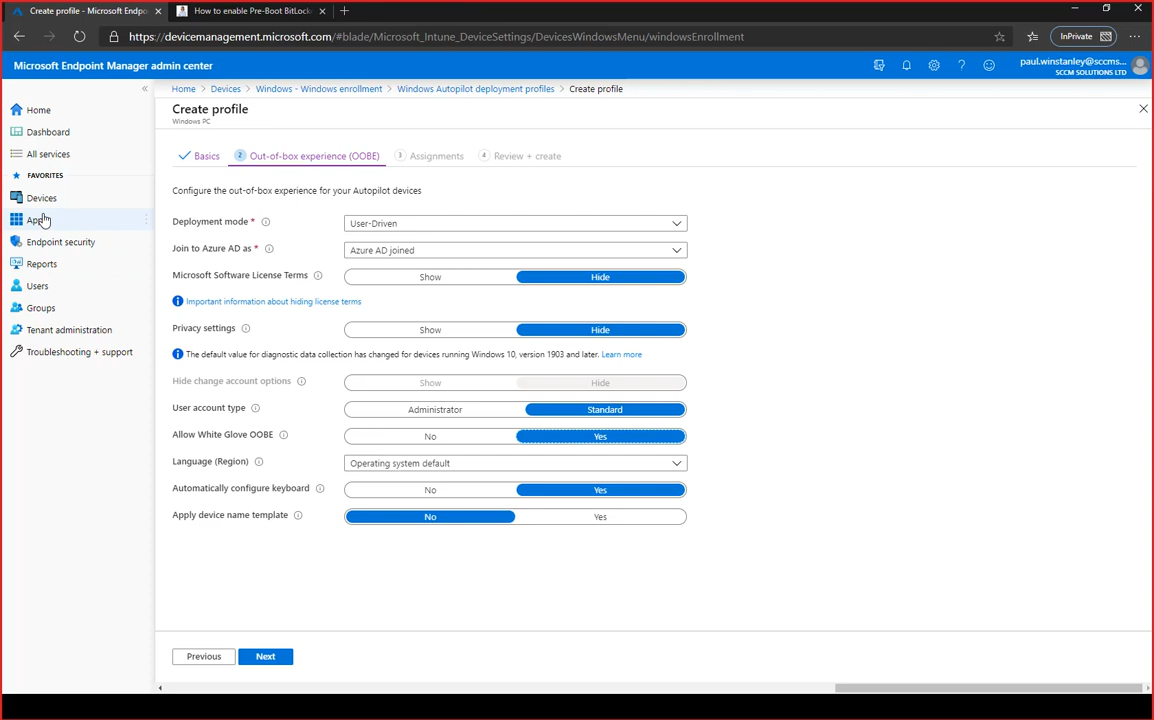 Create profile - Microsoft Endpo
How to enable Pre-Boot BitLock
https://devicemanagement.microsoft.com/#blade/Microsoft_Intune_DeviceSettings/DevicesWindowsMenu/windowsEnrollment
InPrivate
Microsoft Endpoint Manager admin center
paul.winstanley@sccms...
SCCM SOLUTIONS LTD
Home > Devices > Windows - Windows enrollment > Windows Autopilot deployment profiles > Create profile
Create profile
Windows PC
Home
Dashboard
All services
FAVORITES
Devices
App
Endpoint security
Reports
Users
Groups
Tenant administration
Troubleshooting + support
Basics 2 Out-of-box experience (OOBE) 3 Assignments 4 Review + create
Configure the out-of-box experience for your Autopilot devices
Deployment mode * User-Driven
Join to Azure AD as * Azure AD joined
Microsoft Software License Terms Show Hide
Important information about hiding license terms
Privacy settings Show Hide
The default value for diagnostic data collection has changed for devices running Windows 10, version 1903 and later. Learn more
Hide change account options Show Hide
User account type Administrator Standard
Allow White Glove OOBE No Yes
Language (Region) Operating system default
Automatically configure keyboard No Yes
Apply device name template No Yes
Previous Next